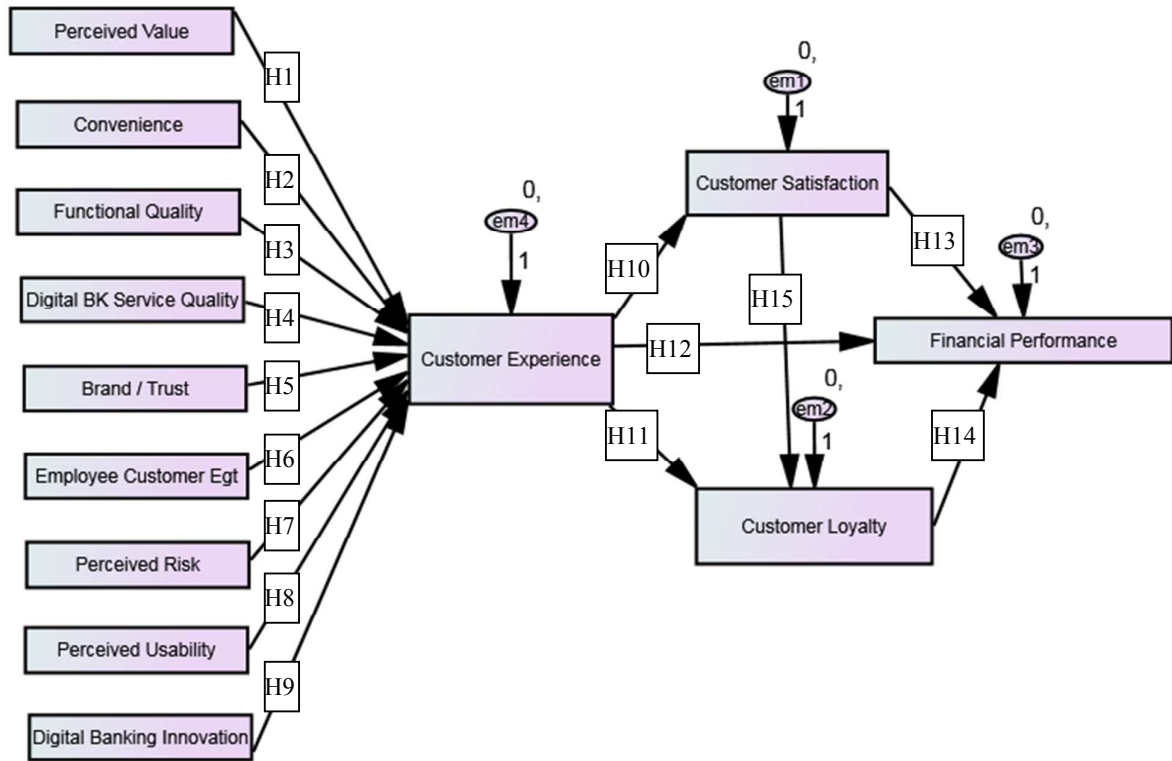 Perceived Value
H1
Convenience
H2
Functional Quality
H3
Digital BK Service Quality
H4
Brand / Trust
H5
Employee Customer Egt
H6
Perceived Risk
H7
Perceived Usability
H8
Digital Banking Innovation
H9
0,
em4
1
Customer Experience
H10
H12
H11
0,
em1
1
Customer Satisfaction
H15
H13
0,
em3
1
Financial Performance
0,
em2
1
Customer Loyalty
H14